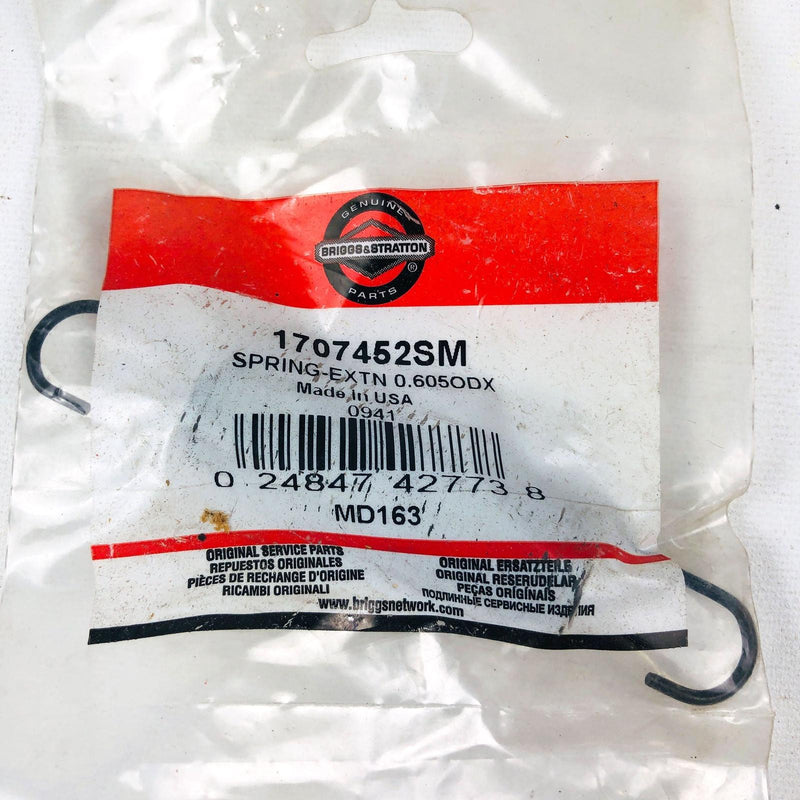 GENUINE
BRIGGS&STRATTON
®
PARTS
1707452SM
SPRING-EXTN 0.605ODX
Made In USA
0941
0 24847 42773 8
MD163
ORIGINAL SERVICE PARTS
REPUESTOS ORIGINALES
PIÈCES DE RECHANGE D'ORIGINE
RICAMBI ORIGINALI
ORIGINAL ERSATZTEILE
ORIGINAL RESERUDELAR
PEÇAS ORIGINAIS
ПОДЛИННЫЕ СЕРВИСНЫЕ ИЗДЕЛИЯ
www.briggsnetwork.com